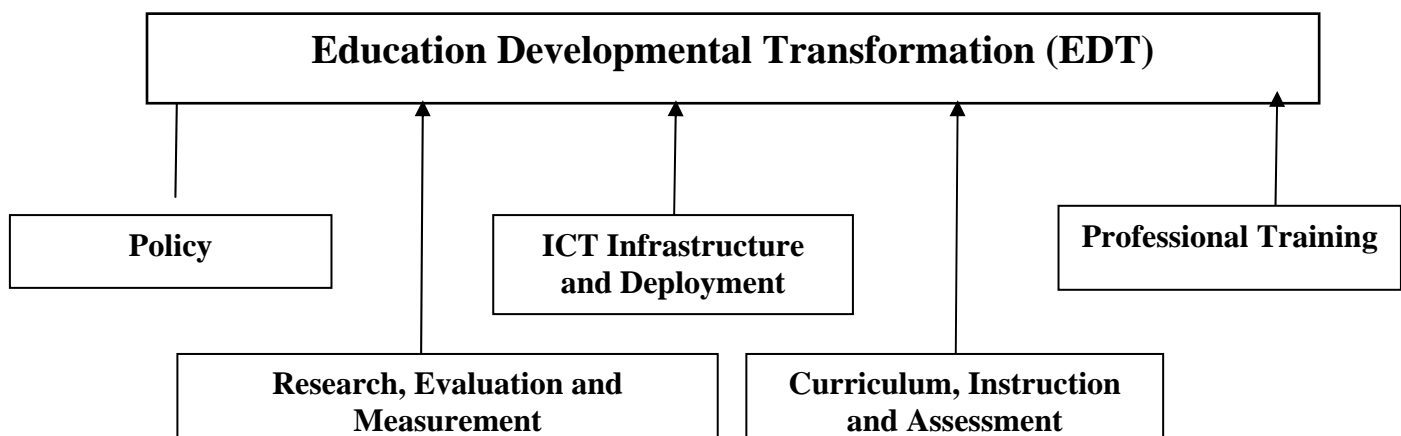 Education Developmental Transformation (EDT)
Policy
ICT Infrastructure
and Deployment
Professional Training
Research, Evaluation and
Measurement
Curriculum, Instruction
and Assessment